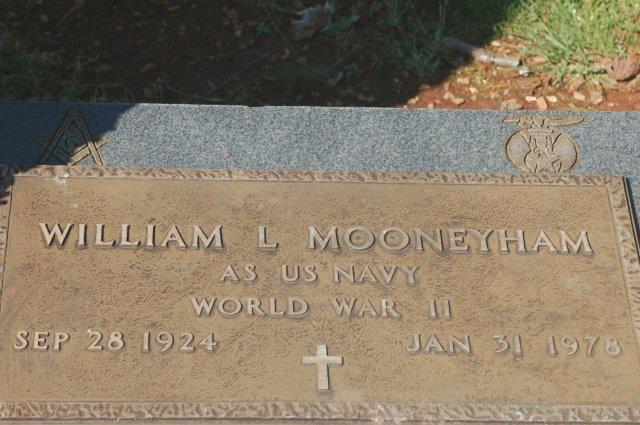 WILLIAM L MOONEYHAM
AS US NAVY
WORLD WAR II
SEP 28 1924 JAN 31 1978